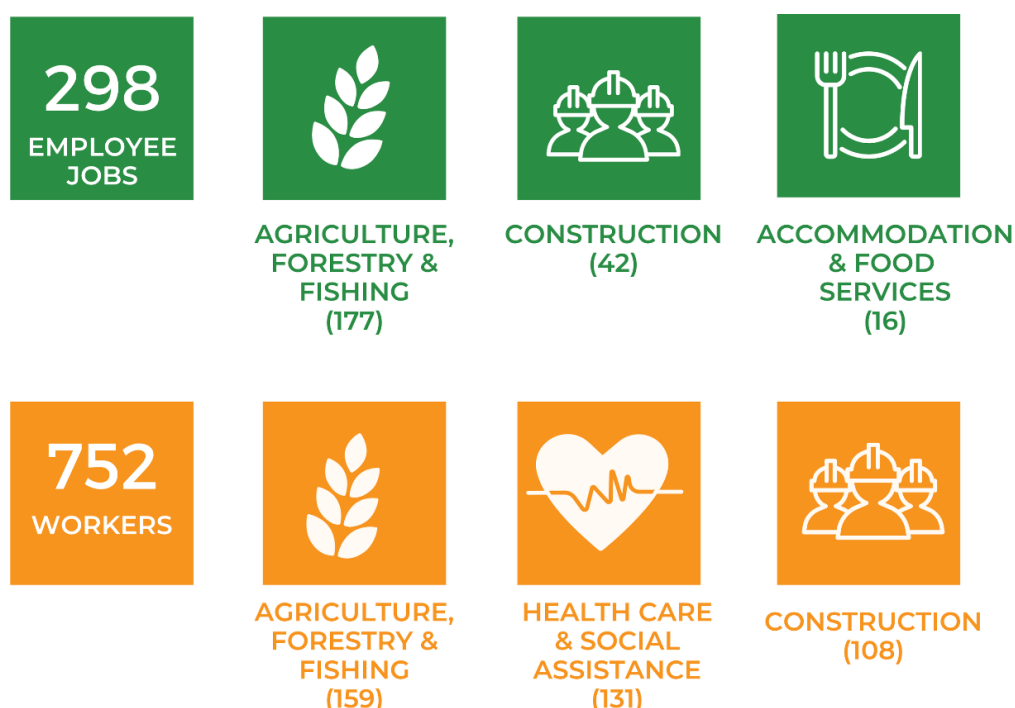 298
EMPLOYEE
JOBS
AGRICULTURE,
FORESTRY &
FISHING
(177)
CONSTRUCTION
(42)
ACCOMMODATION
& FOOD
SERVICES
(16)
752
WORKERS
AGRICULTURE,
FORESTRY &
FISHING
(159)
HEALTH CARE
& SOCIAL
ASSISTANCE
(131)
CONSTRUCTION
(108)